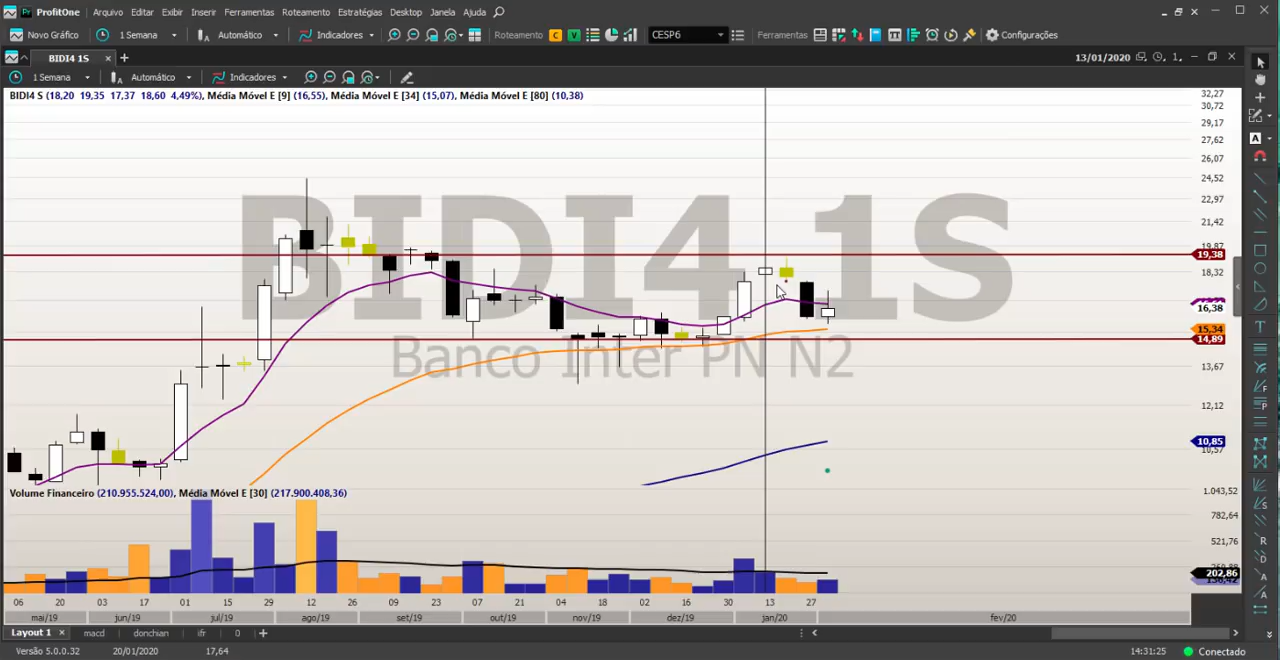 ProfitOne Arquivo Editar Exibir Inserir Ferramentas Roteamento Estratégias Desktop Janela Ajuda
Novo Gráfico 1 Semana Automático Indicadores Roteamento C V CESP6 Ferramentas Configurações
BIDI4 1S 13/01/2020
1 Semana Automático Indicadores
BIDI4 S (18,20 19,35 17,37 18,60 4,49%), Média Móvel E [9] (16,55), Média Móvel E [34] (15,07), Média Móvel E [80] (10,38)
32,27
30,72
29,17
27,62
26,07
24,52
22,97
21,42
19,87
19,38
18,32
16,38
15,34
14,89
13,67
12,12
10,85
10,57
BIDI4 1S
Banco Inter PN N2
Volume Financeiro (210.955.524,00), Média Móvel E [30] (217.900.408,36)
1.043,52
782,64
521,76
202,86
06 20 03 17 01 15 29 12 26 09 23 07 21 04 18 02 16 30 13 27
mai/19 jun/19 jul/19 ago/19 set/19 out/19 nov/19 dez/19 jan/20 fev/20
Layout 1 macd donchian ifr 0
Versão 5.0.0.32 20/01/2020 17,64 14:31:25 Conectado